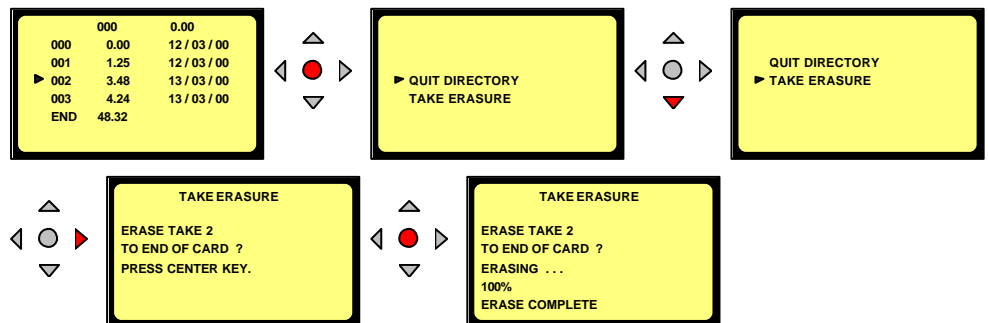 000 0.00
000 0.00 12 / 03 / 00
001 1.25 12 / 03 / 00
002 3.48 13 / 03 / 00
003 4.24 13 / 03 / 00
END 48.32
QUIT DIRECTORY
TAKE ERASURE
QUIT DIRECTORY
TAKE ERASURE
TAKE ERASURE
ERASE TAKE 2
TO END OF CARD ?
PRESS CENTER KEY.
TAKE ERASURE
ERASE TAKE 2
TO END OF CARD ?
ERASING . . .
100%
ERASE COMPLETE